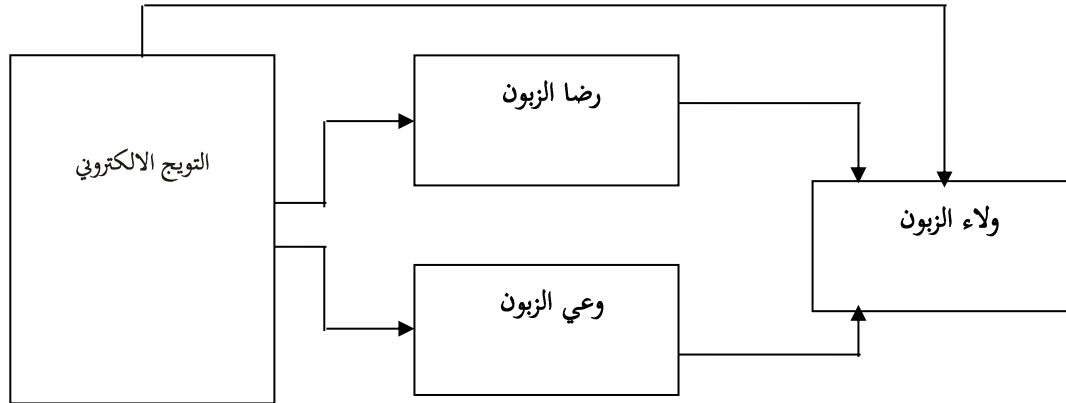 رضا الزبون
التويج الالكتروني
ولاء الزبون
وعي الزبون